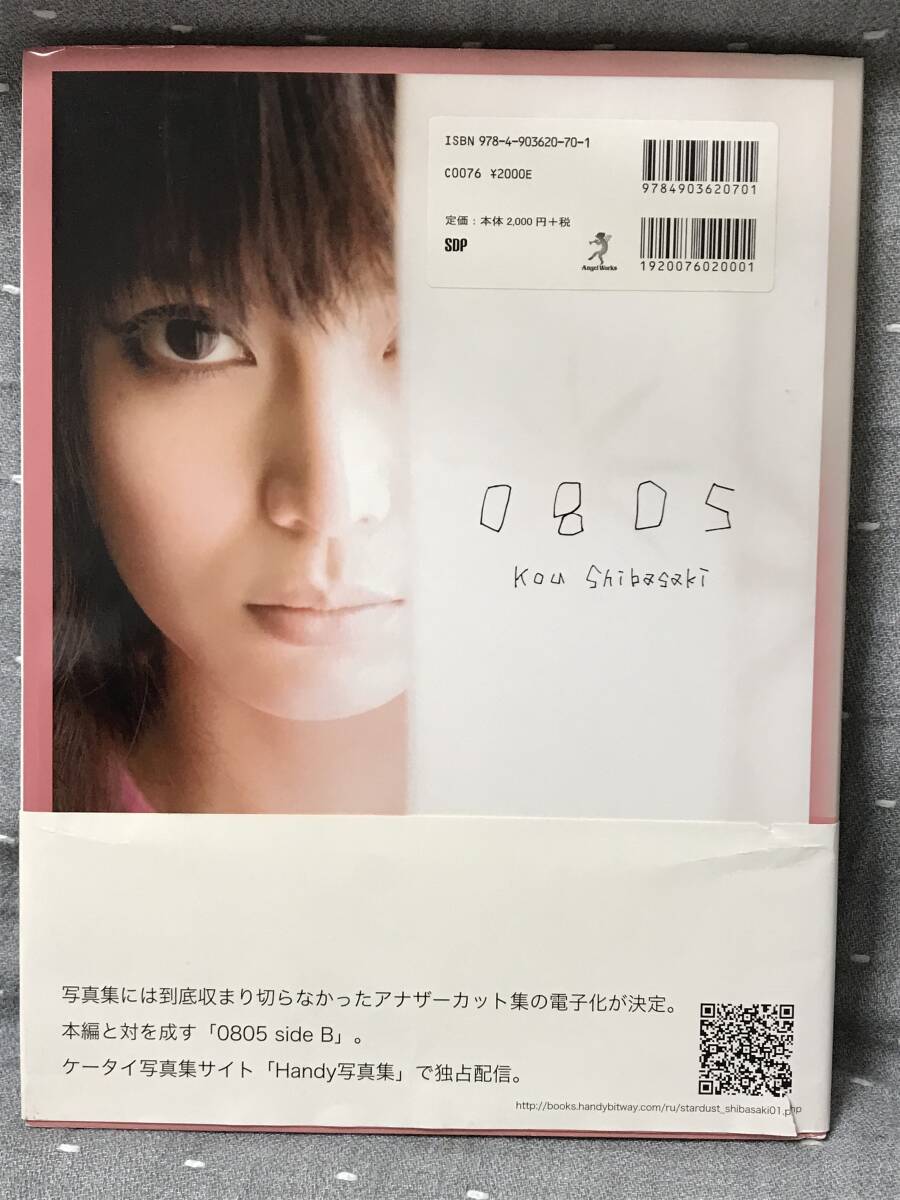 ISBN 978-4-903620-70-1
C0076 ¥2000E
9784903620701
定価：本体2,000円+税
SDP
Angel Works
1920076020001
0805
Kou Shibasaki
写真集には到底収まり切らなかったアナザーカット集の電子化が決定。
本編と対を成す「0805 side B」。
ケータイ写真集サイト「Handy写真集」で独占配信。
http://books.handybitway.com/ru/stardust_shibasaki01.php